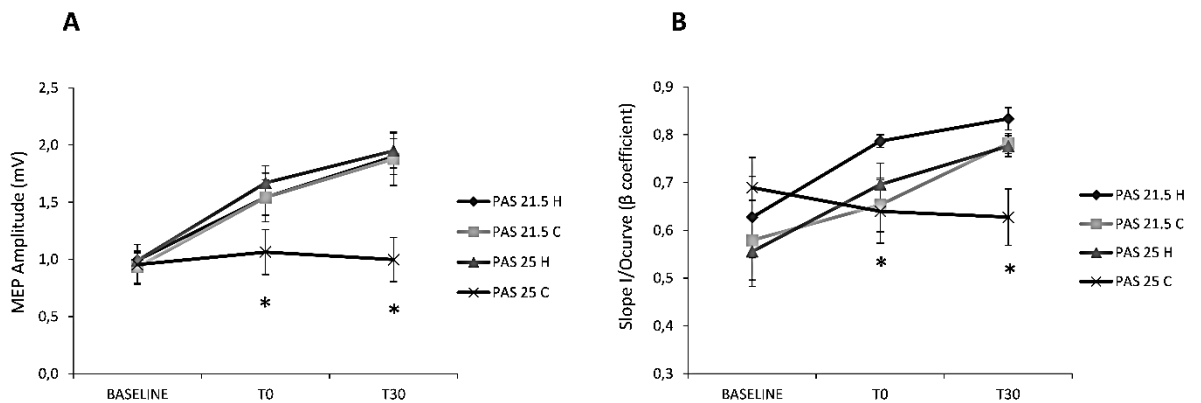 A
MEP Amplitude (mV)
2,5
2,0
1,5
1,0
0,5
0,0
*
*
BASELINE
T0
T30
PAS 21.5 H
PAS 21.5 C
PAS 25 H
PAS 25 C
B
Slope I/Ocurve (β coefficient)
0,9
0,8
0,7
0,6
0,5
0,4
0,3
*
*
BASELINE
T0
T30
PAS 21.5 H
PAS 21.5 C
PAS 25 H
PAS 25 C